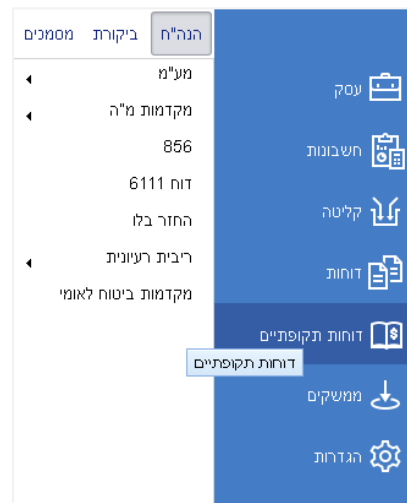 הנה"ח ביקורת מסמכים
מע"מ
מקדמות מ"ה
856
דוח 6111
החזר בלו
ריבית רעיונית
מקדמות ביטוח לאומי
עסק
חשבונות
קליטה
דוחות
דוחות תקופתיים
דוחות תקופתיים
ממשקים
הגדרות